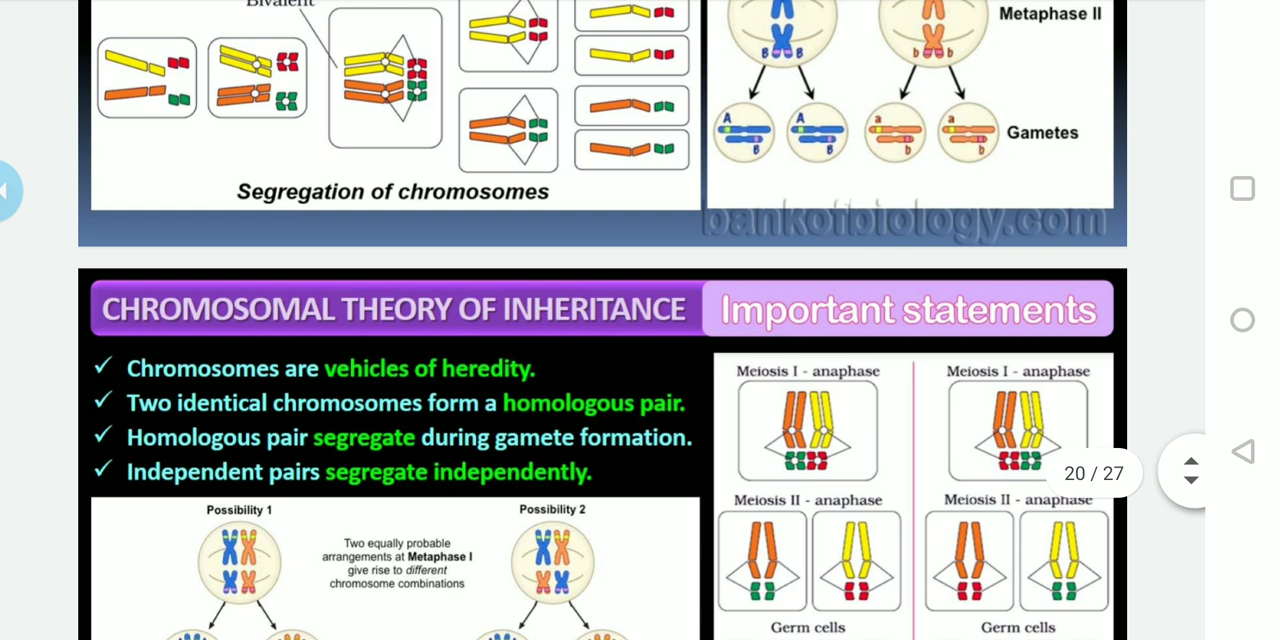 Bivalent
Segregation of chromosomes
Metaphase II
B B
b b
A
B
A
B
a
b
a
b
Gametes
bankofbiology.com
CHROMOSOMAL THEORY OF INHERITANCE
Important statements
✓ Chromosomes are vehicles of heredity.
✓ Two identical chromosomes form a homologous pair.
✓ Homologous pair segregate during gamete formation.
✓ Independent pairs segregate independently.
Possibility 1
Two equally probable
arrangements at Metaphase I
give rise to different
chromosome combinations
Possibility 2
Meiosis I - anaphase
Meiosis I - anaphase
20 / 27
Meiosis II - anaphase
Meiosis II - anaphase
Germ cells
Germ cells